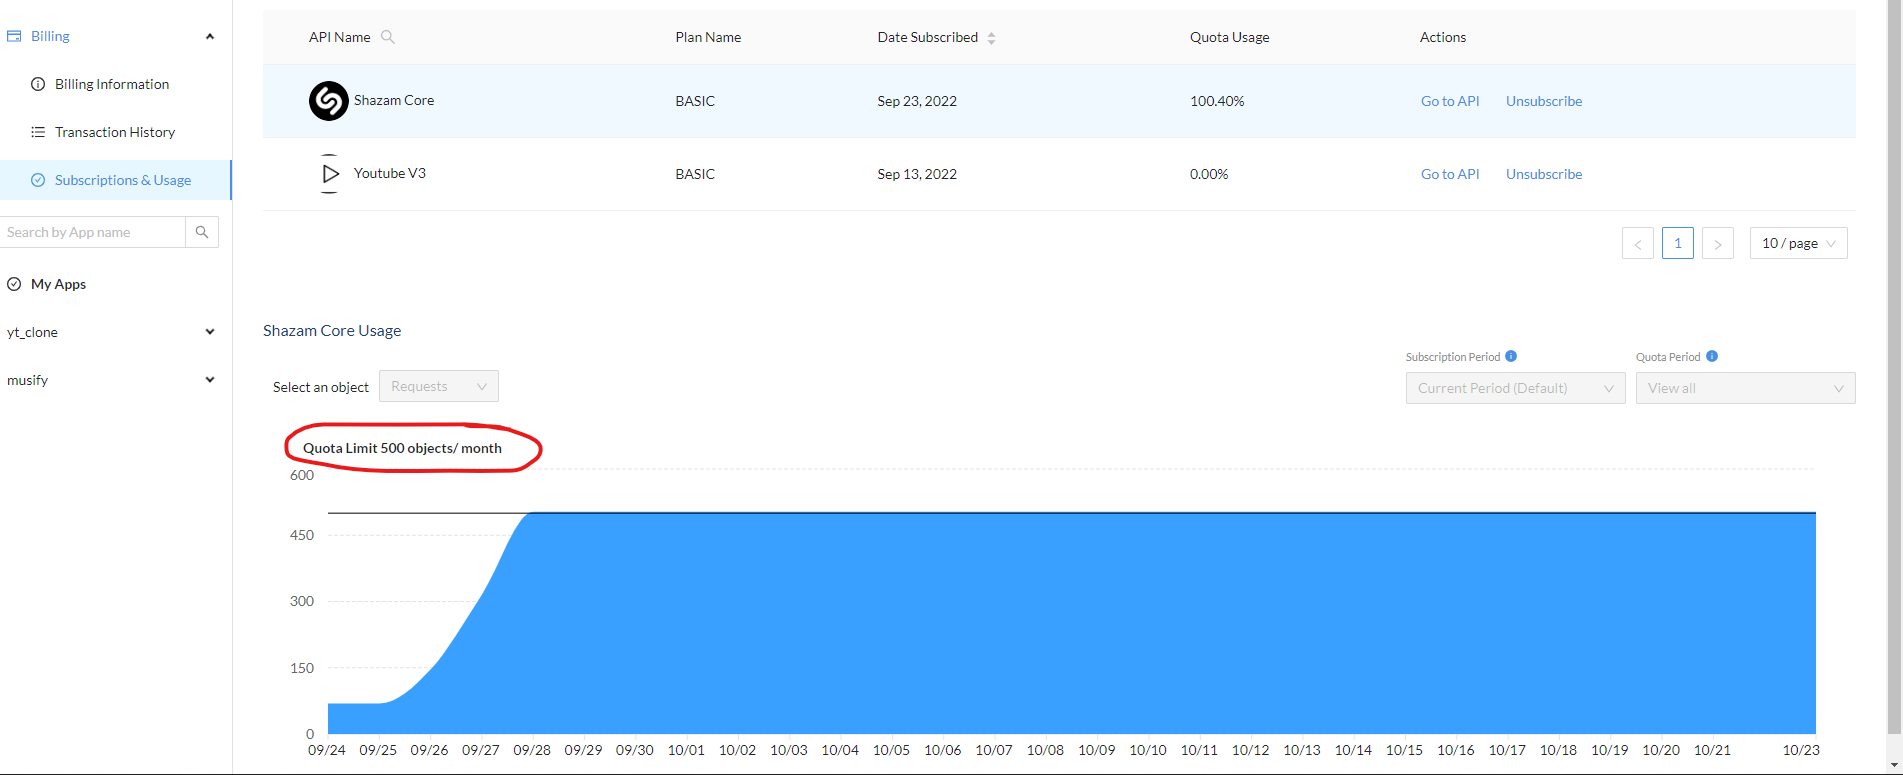 Billing
Billing Information
Transaction History
Subscriptions & Usage
Search by App name
My Apps
yt_clone
musify
API Name Plan Name Date Subscribed Quota Usage Actions
Shazam Core BASIC Sep 23, 2022 100.40% Go to API Unsubscribe
Youtube V3 BASIC Sep 13, 2022 0.00% Go to API Unsubscribe
< 1 > 10 / page
Shazam Core Usage
Subscription Period Quota Period
Select an object Requests Current Period (Default) View all
Quota Limit 500 objects/ month
600
450
300
150
0
09/24 09/25 09/26 09/27 09/28 09/29 09/30 10/01 10/02 10/03 10/04 10/05 10/06 10/07 10/08 10/09 10/10 10/11 10/12 10/13 10/14 10/15 10/16 10/17 10/18 10/19 10/20 10/21 10/23